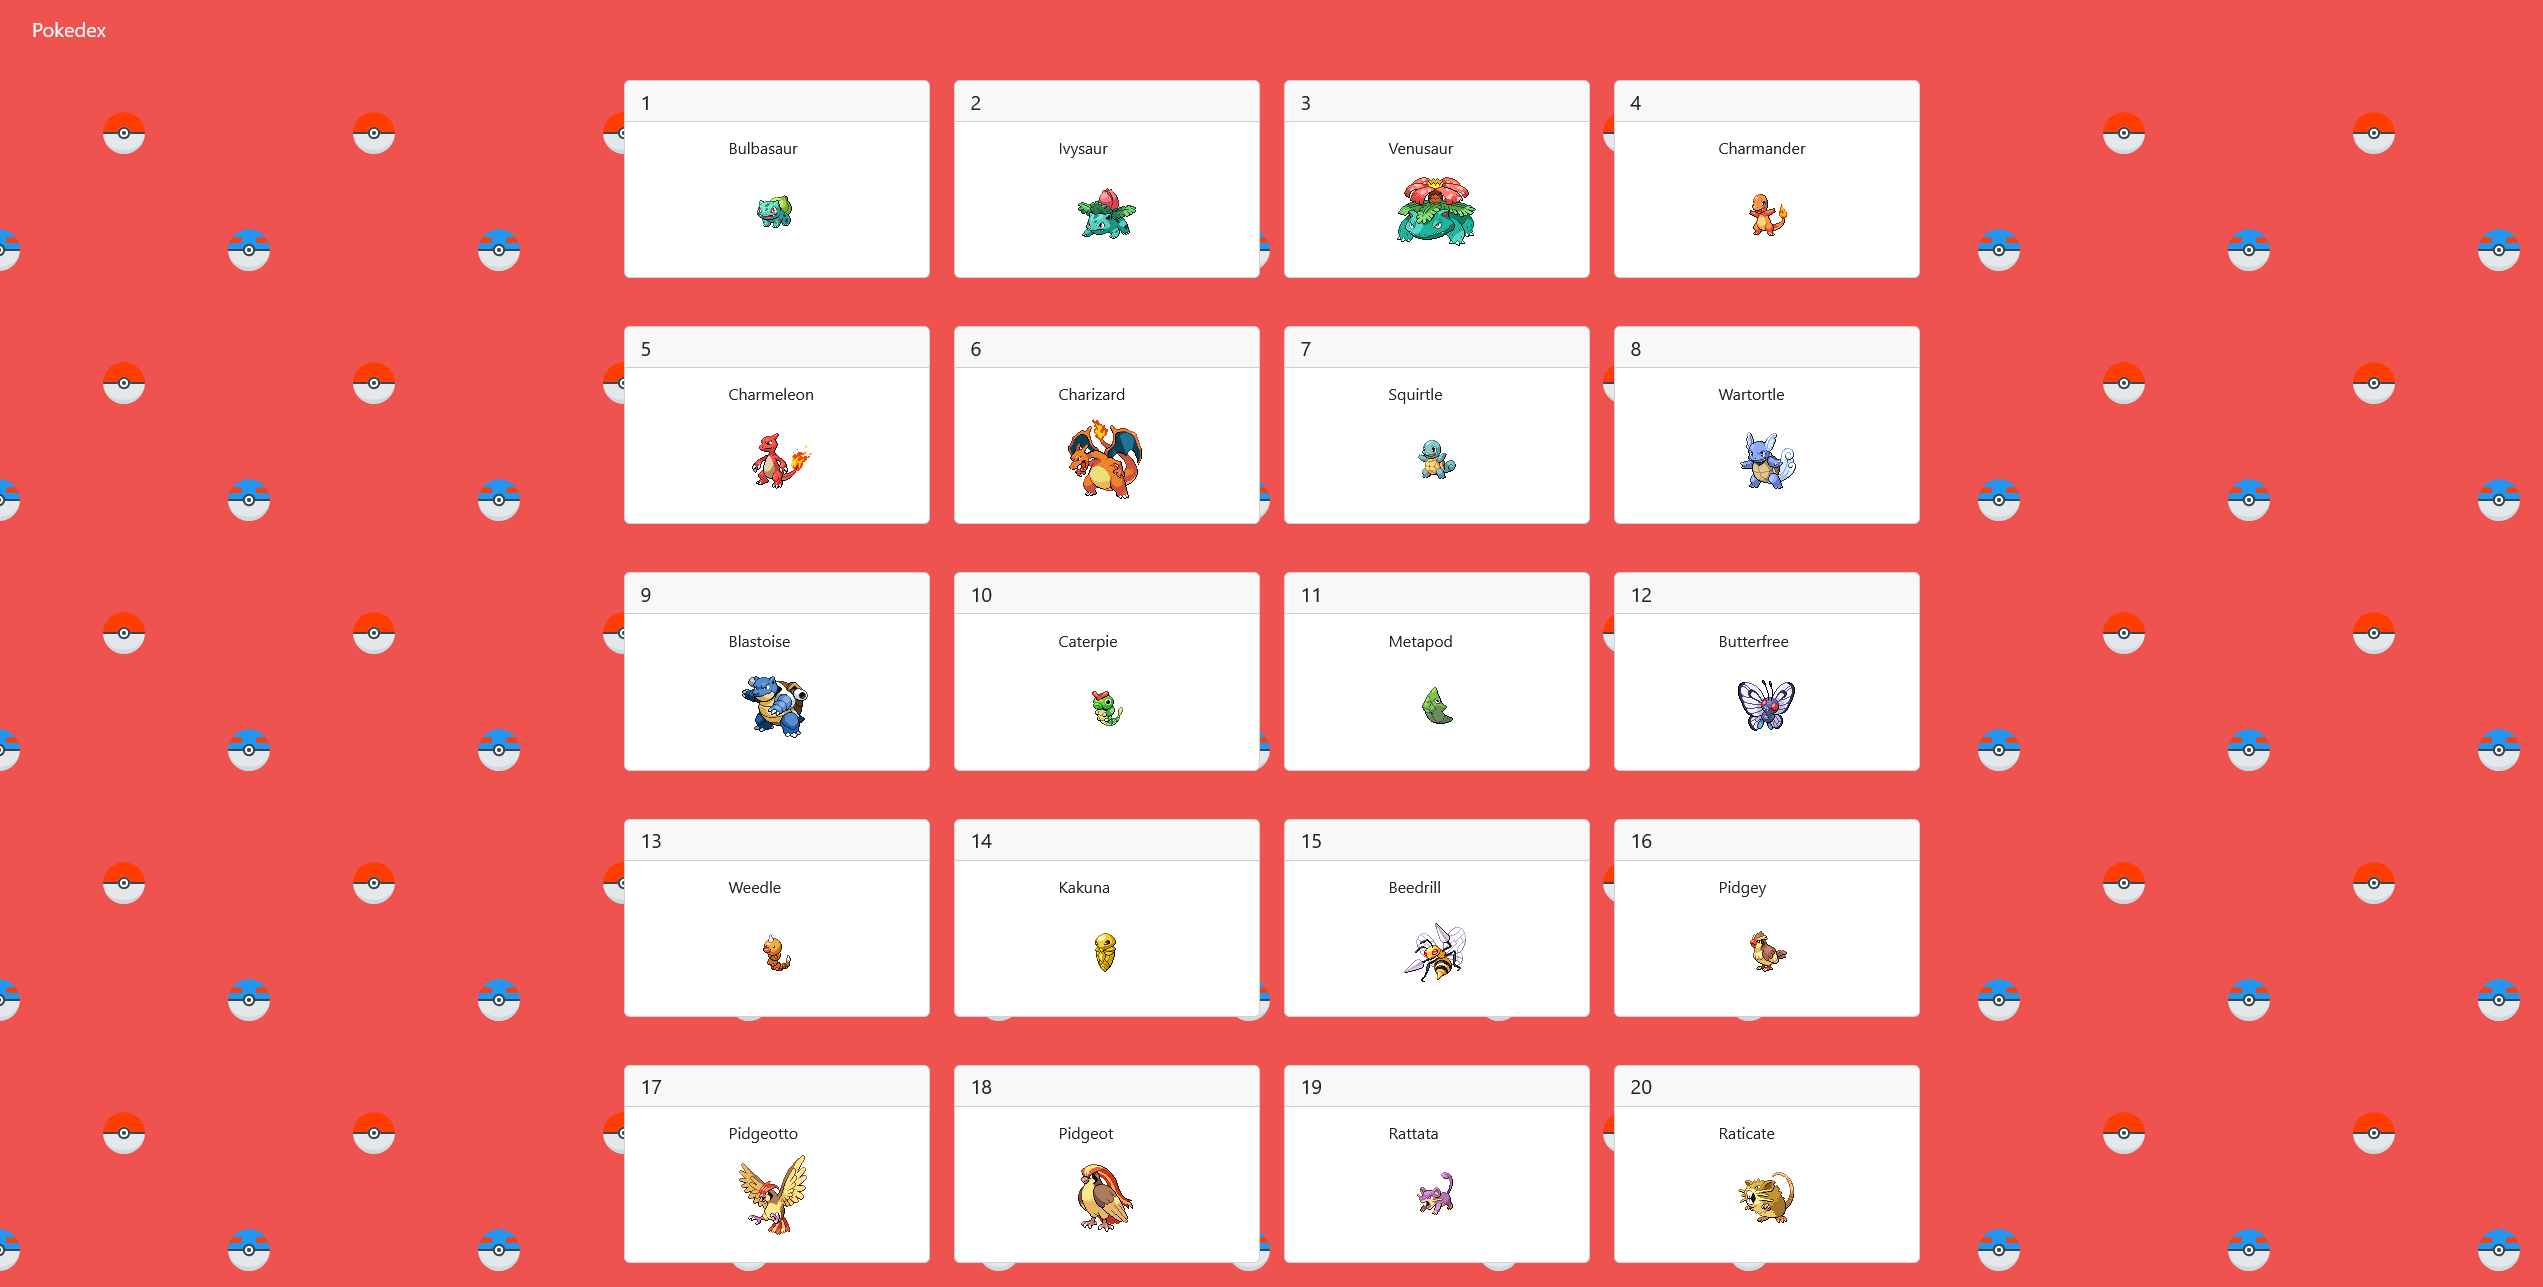 Pokedex
1
2
3
4
Bulbasaur
Ivysaur
Venusaur
Charmander
5
6
7
8
Charmeleon
Charizard
Squirtle
Wartortle
9
10
11
12
Blastoise
Caterpie
Metapod
Butterfree
13
14
15
16
Weedle
Kakuna
Beedrill
Pidgey
17
18
19
20
Pidgeotto
Pidgeot
Rattata
Raticate